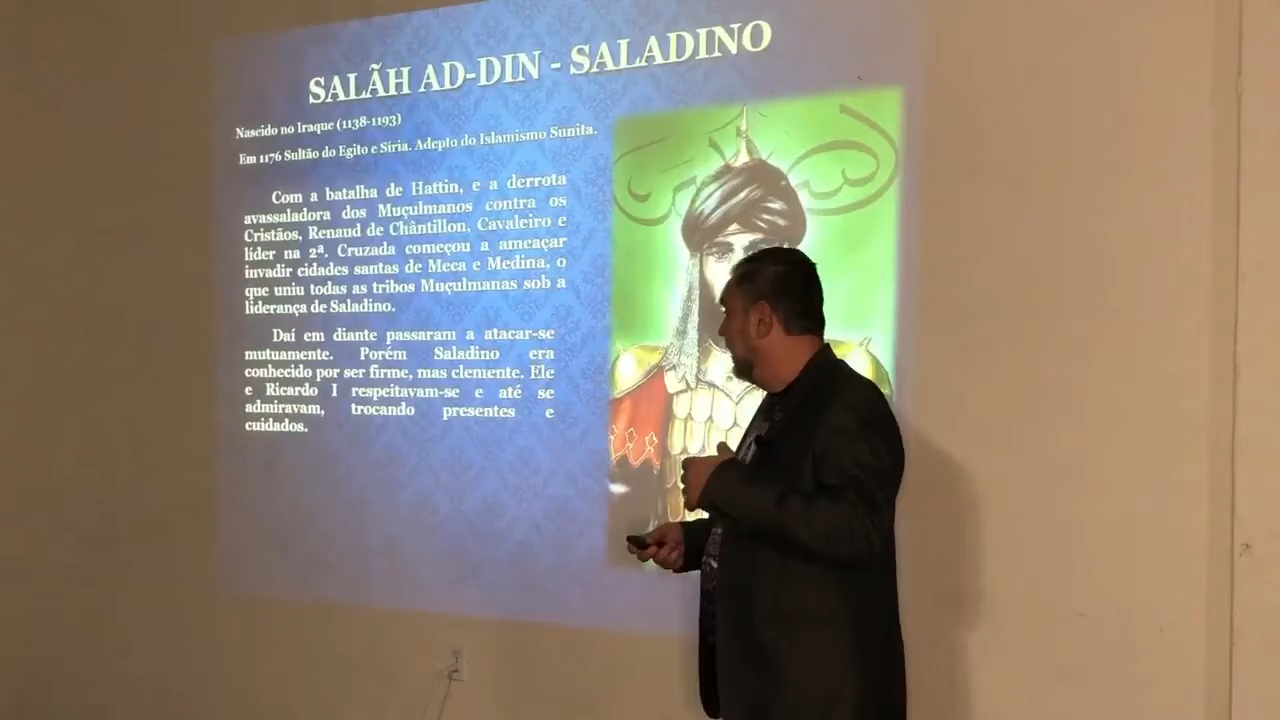 SALÃH AD-DIN - SALADINO
Nascido no Iraque (1138-1193)
Em 1176 Sultão do Egito e Síria. Adepto do Islamismo Sunita.
Com a batalha de Hattin, e a derrota
avassaladora dos Muçulmanos contra os
Cristãos, Renaud de Chântillon, Cavaleiro e
líder na 2ª. Cruzada começou a ameaçar
invadir cidades santas de Meca e Medina, o
que uniu todas as tribos Muçulmanas sob a
liderança de Saladino.
Daí em diante passaram a atacar-se
mutuamente. Porém Saladino era
conhecido por ser firme, mas clemente. Ele
e Ricardo I respeitavam-se e até se
admiravam, trocando presentes e
cuidados.